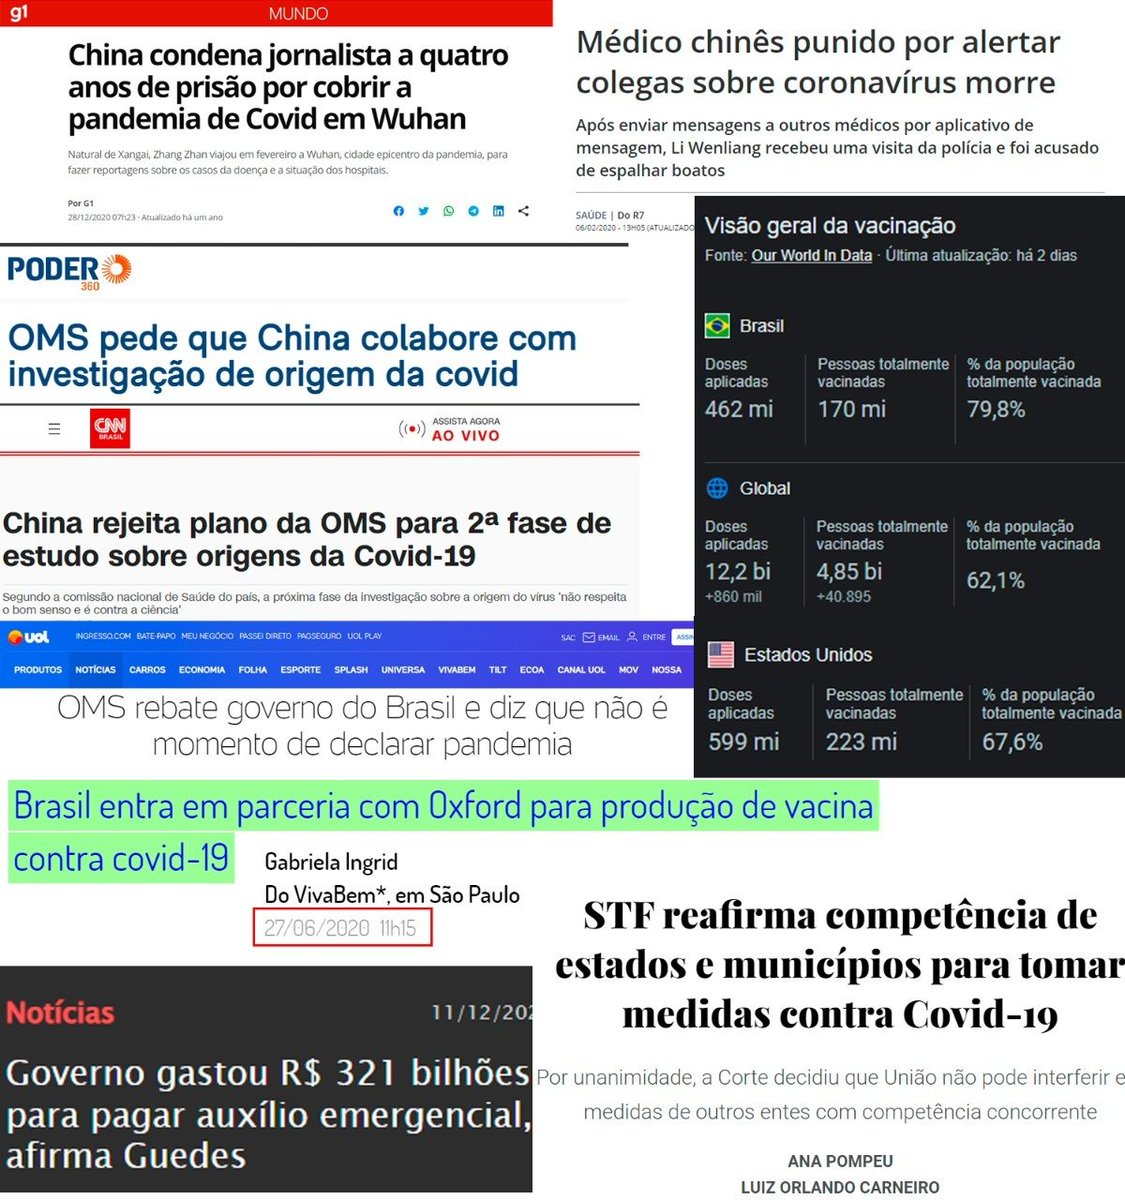 g1
MUNDO
China condena jornalista a quatro
anos de prisão por cobrir a
pandemia de Covid em Wuhan
Natural de Xangai, Zhang Zhan viajou em fevereiro a Wuhan, cidade epicentro da pandemia, para
fazer reportagens sobre os casos da doença e a situação dos hospitais.
Por G1
28/12/2020 07h23 · Atualizado há um ano
Médico chinês punido por alertar
colegas sobre coronavírus morre
Após enviar mensagens a outros médicos por aplicativo de
mensagem, Li Wenliang recebeu uma visita da polícia e foi acusado
de espalhar boatos
SAÚDE | Do R7
06/02/2020 - 13H05 (ATUALIZADO
PODER
360
OMS pede que China colabore com
investigação de origem da covid
CNN
BRASIL
ASSISTA AGORA
AO VIVO
China rejeita plano da OMS para 2ª fase de
estudo sobre origens da Covid-19
Segundo a comissão nacional de Saúde do país, a próxima fase da investigação sobre a origem do vírus 'não respeita
o bom senso e é contra a ciência'
Visão geral da vacinação
Fonte: Our World In Data · Última atualização: há 2 dias
Brasil
Doses aplicadas
462 mi
Pessoas totalmente vacinadas
170 mi
% da população totalmente vacinada
79,8%
Global
Doses aplicadas
12,2 bi
+860 mil
Pessoas totalmente vacinadas
4,85 bi
+40.895
% da população totalmente vacinada
62,1%
Estados Unidos
Doses aplicadas
599 mi
Pessoas totalmente vacinadas
223 mi
% da população totalmente vacinada
67,6%
UOL
INGRESSO.COM BATE-PAPO MEU NEGÓCIO PASSEI DIRETO PAGSEGURO UOL PLAY
SAC EMAIL ENTRE ASSIN
PRODUTOS NOTÍCIAS CARROS ECONOMIA FOLHA ESPORTE SPLASH UNIVERSA VIVABEM TILT ECOA CANAL UOL MOV NOSSA
OMS rebate governo do Brasil e diz que não é
momento de declarar pandemia
Brasil entra em parceria com Oxford para produção de vacina
contra covid-19
Gabriela Ingrid
Do VivaBem*, em São Paulo
27/06/2020 11h15
Notícias
11/12/202
Governo gastou R$ 321 bilhões
para pagar auxílio emergencial,
afirma Guedes
STF reafirma competência de
estados e municípios para tomar
medidas contra Covid-19
Por unanimidade, a Corte decidiu que União não pode interferir e
medidas de outros entes com competência concorrente
ANA POMPEU
LUIZ ORLANDO CARNEIRO